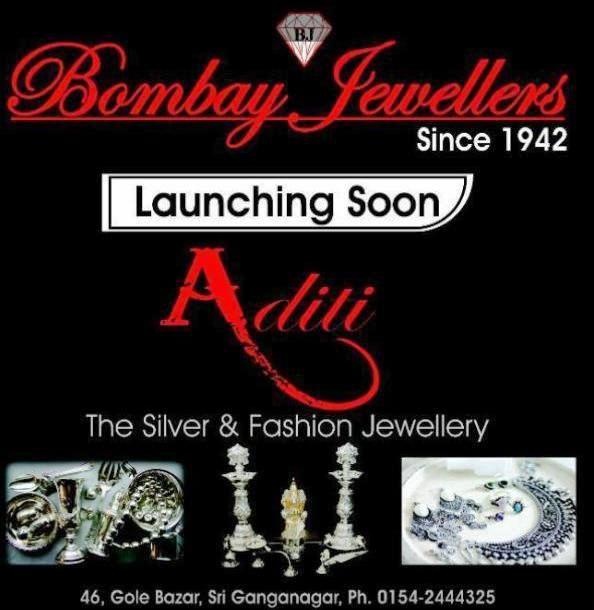 BJ
Bombay Jewellers
Since 1942
Launching Soon
Aditi
The Silver & Fashion Jewellery
46, Gole Bazar, Sri Ganganagar, Ph. 0154-2444325